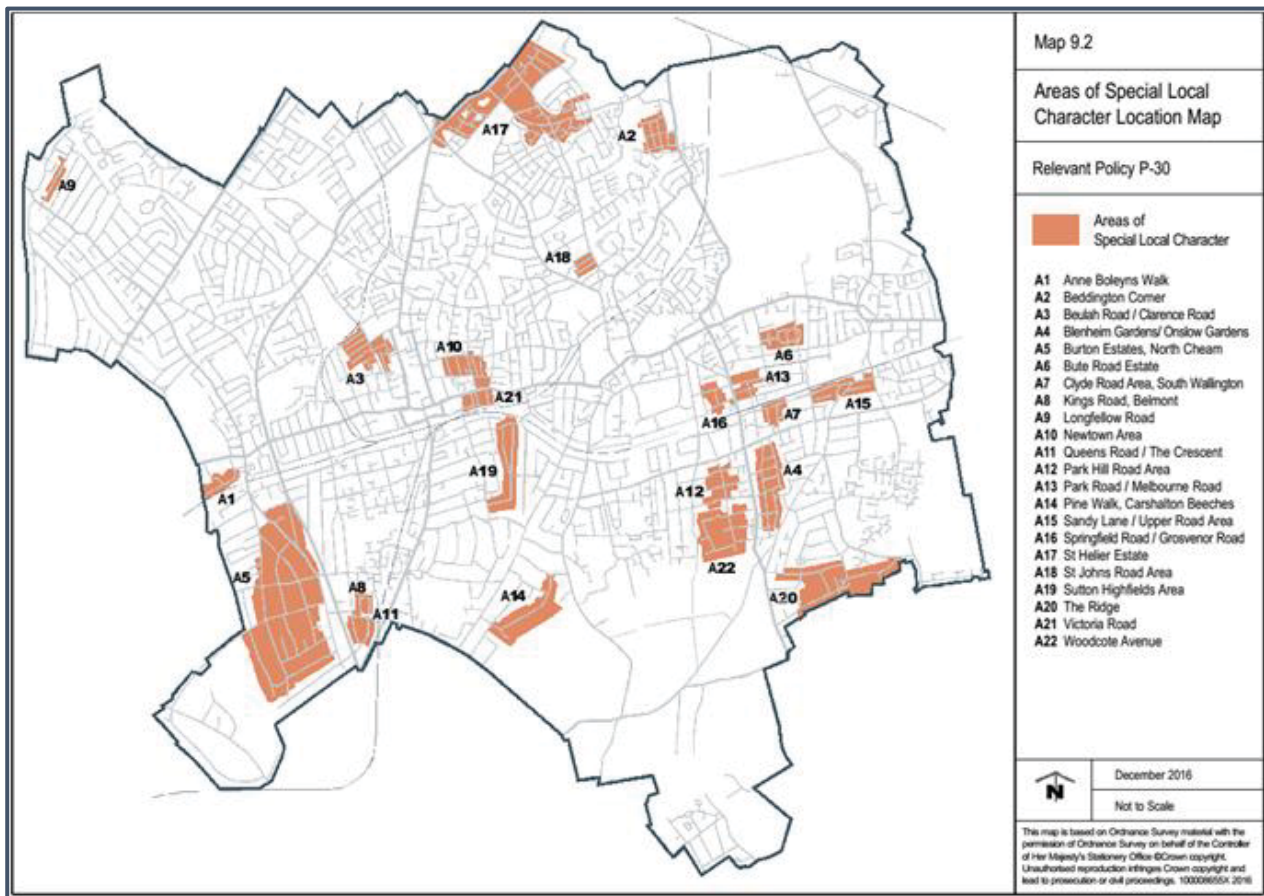 Map 9.2
Areas of Special Local
Character Location Map
Relevant Policy P-30
Areas of
Special Local Character
A1 Anne Boleyns Walk
A2 Beddington Corner
A3 Beulah Road / Clarence Road
A4 Blenheim Gardens/ Onslow Gardens
A5 Burton Estates, North Cheam
A6 Bute Road Estate
A7 Clyde Road Area, South Wallington
A8 Kings Road, Belmont
A9 Longfellow Road
A10 Newtown Area
A11 Queens Road / The Crescent
A12 Park Hill Road Area
A13 Park Road / Melbourne Road
A14 Pine Walk, Carshalton Beeches
A15 Sandy Lane / Upper Road Area
A16 Springfield Road / Grosvenor Road
A17 St Helier Estate
A18 St Johns Road Area
A19 Sutton Highfields Area
A20 The Ridge
A21 Victoria Road
A22 Woodcote Avenue
N
December 2016
Not to Scale
This map is based on Ordnance Survey material with the
permission of Ordnance Survey on behalf of the Controller
of Her Majesty's Stationery Office ©Crown copyright.
Unauthorised reproduction infringes Crown copyright and
lead to prosecution or civil proceedings. 100008655X 2016
A17
A2
A9
A18
A3
A10
A6
A13
A21
A16
A7
A15
A19
A1
A12
A4
A22
A5
A8
A11
A14
A20